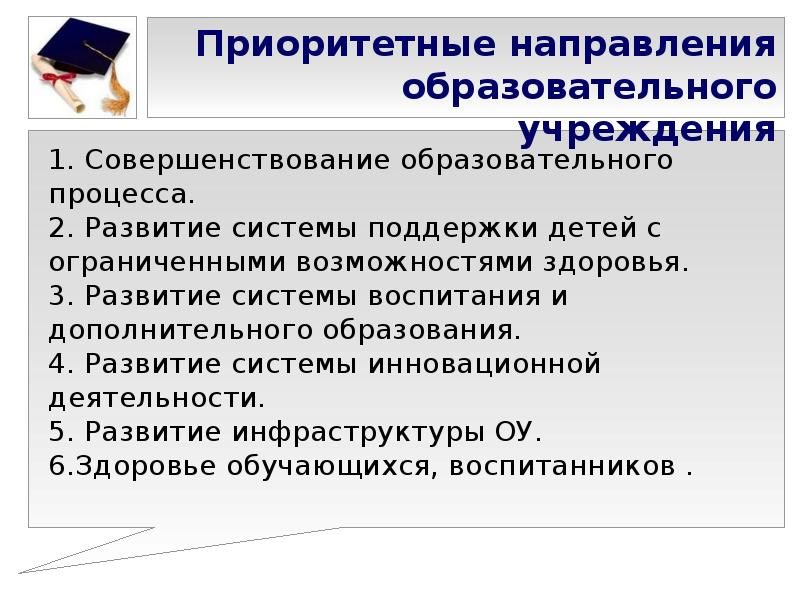 Приоритетные направления
образовательного
учреждения
1. Совершенствование образовательного
процесса.
2. Развитие системы поддержки детей с
ограниченными возможностями здоровья.
3. Развитие системы воспитания и
дополнительного образования.
4. Развитие системы инновационной
деятельности.
5. Развитие инфраструктуры ОУ.
6.Здоровье обучающихся, воспитанников .